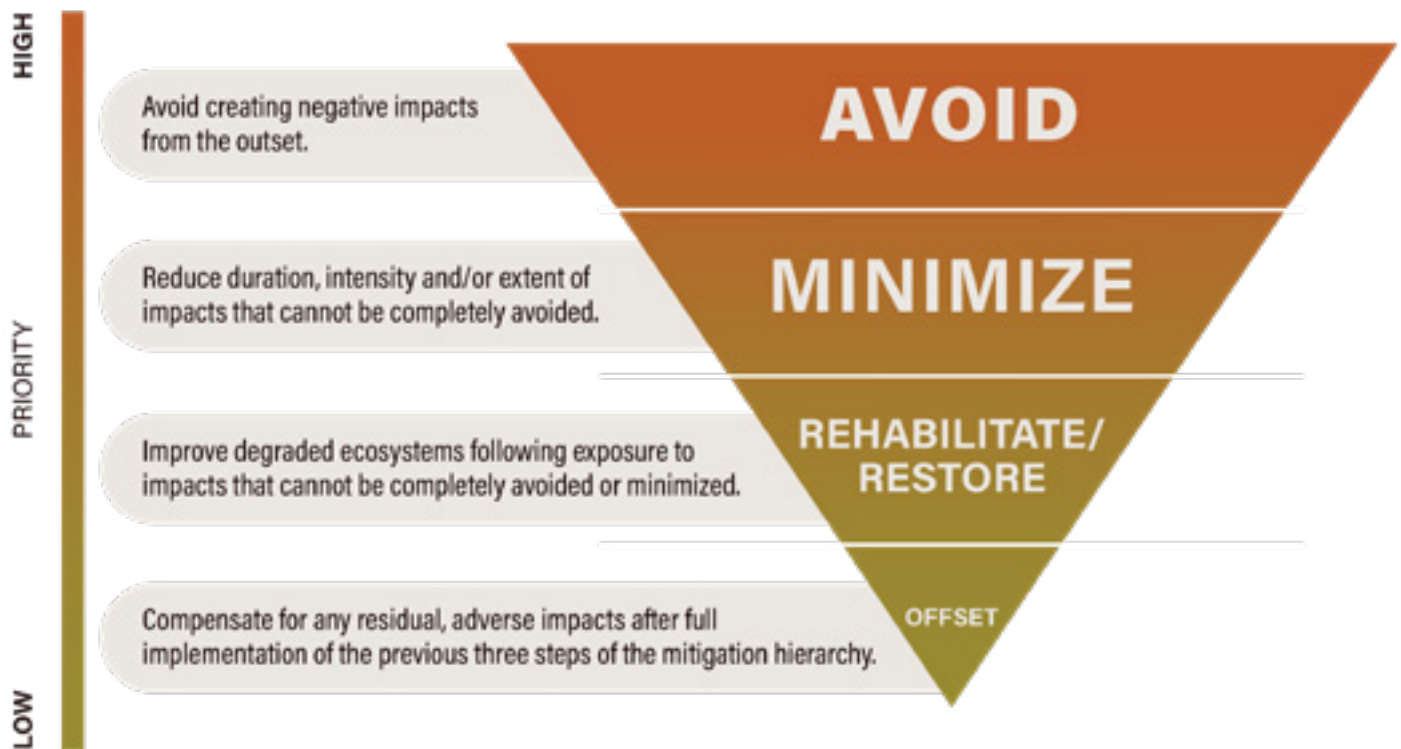 HIGH
PRIORITY
LOW
Avoid creating negative impacts
from the outset.
AVOID
Reduce duration, intensity and/or extent of
impacts that cannot be completely avoided.
MINIMIZE
Improve degraded ecosystems following exposure to
impacts that cannot be completely avoided or minimized.
REHABILITATE/
RESTORE
Compensate for any residual, adverse impacts after full
implementation of the previous three steps of the mitigation hierarchy.
OFFSET